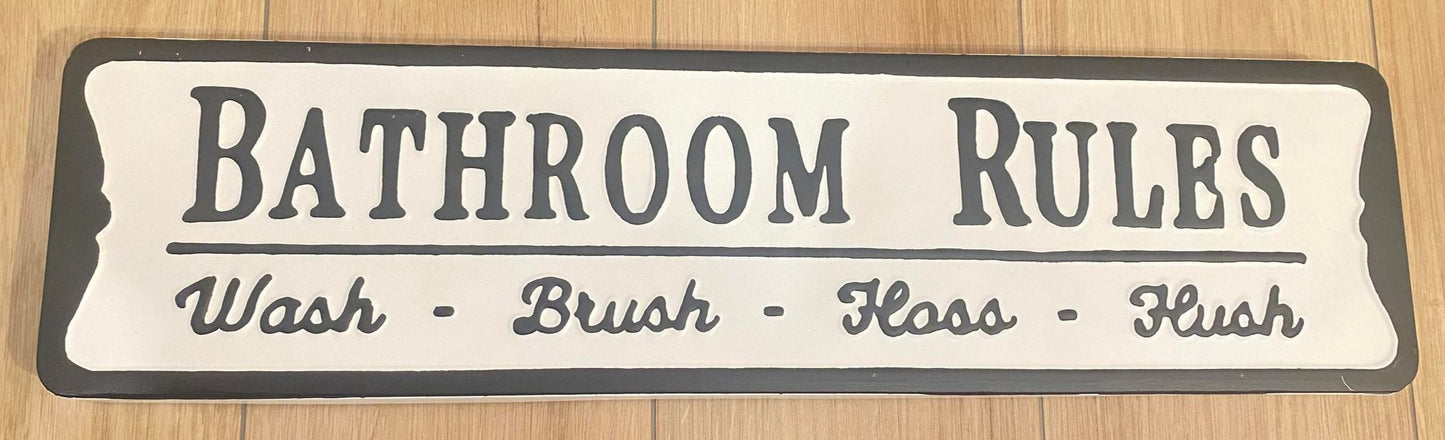 BATHROOM RULES
Wash - Brush - Floss - Flush